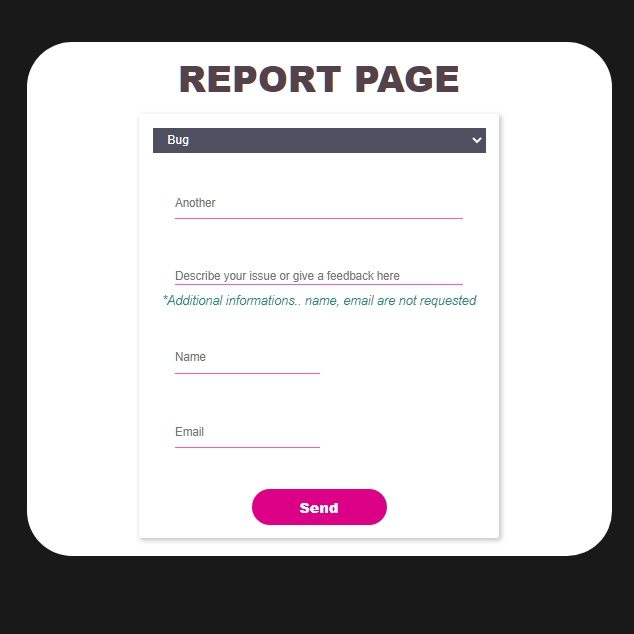 REPORT PAGE
Bug
Another
Describe your issue or give a feedback here
*Additional informations.. name, email are not requested
Name
Email
Send